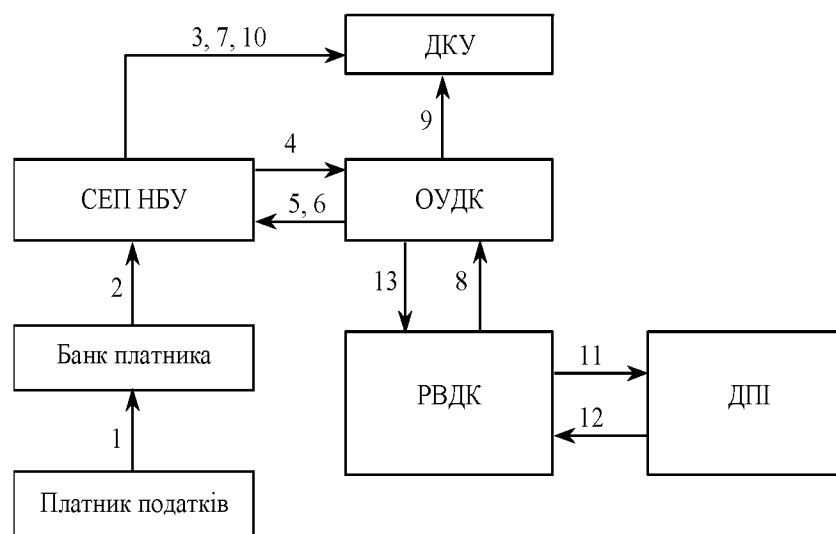 3, 7, 10
ДКУ
9
4
СЕП НБУ
ОУДК
5, 6
2
13
8
Банк платника
11
РВДК
ДПІ
12
1
Платник податків